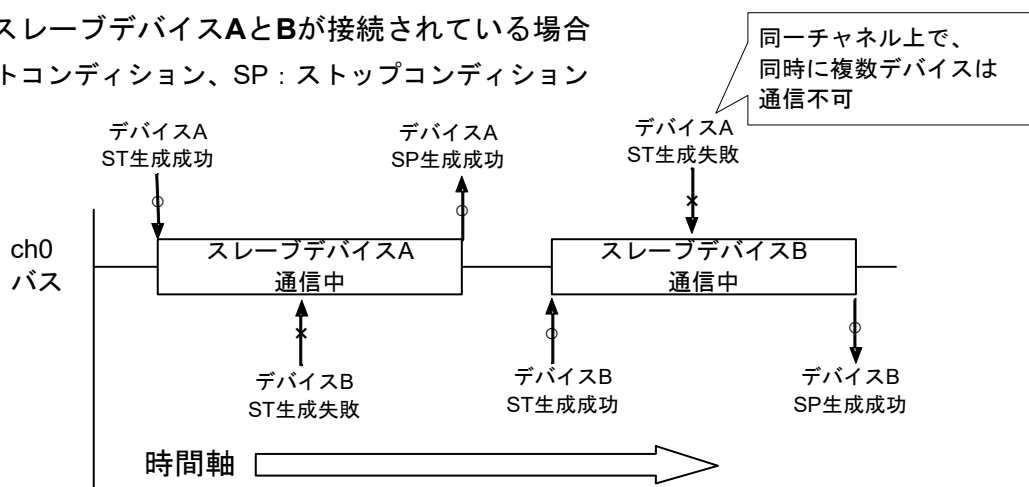 スレーブデバイスAとBが接続されている場合
トコンディション、SP：ストップコンディション
同一チャネル上で、
同時に複数デバイスは
通信不可
デバイスA
ST生成成功
デバイスA
SP生成成功
デバイスA
ST生成失敗
ch0
バス
スレーブデバイスA
通信中
スレーブデバイスB
通信中
デバイスB
ST生成失敗
デバイスB
ST生成成功
デバイスB
SP生成成功
時間軸